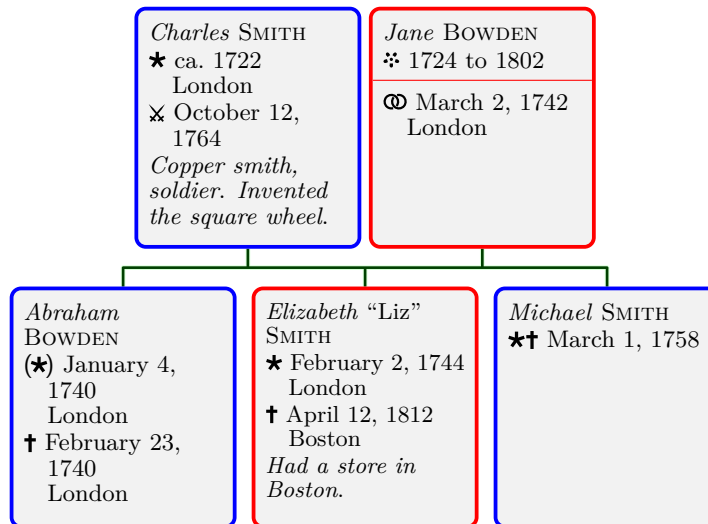 Charles SMITH
★ ca. 1722
London
⚔ October 12,
1764
Copper smith,
soldier. Invented
the square wheel.
Jane BOWDEN
1724 to 1802
⚭ March 2, 1742
London
Abraham
BOWDEN
(★) January 4,
1740
London
† February 23,
1740
London
Elizabeth “Liz”
SMITH
★ February 2, 1744
London
† April 12, 1812
Boston
Had a store in
Boston.
Michael SMITH
★† March 1, 1758